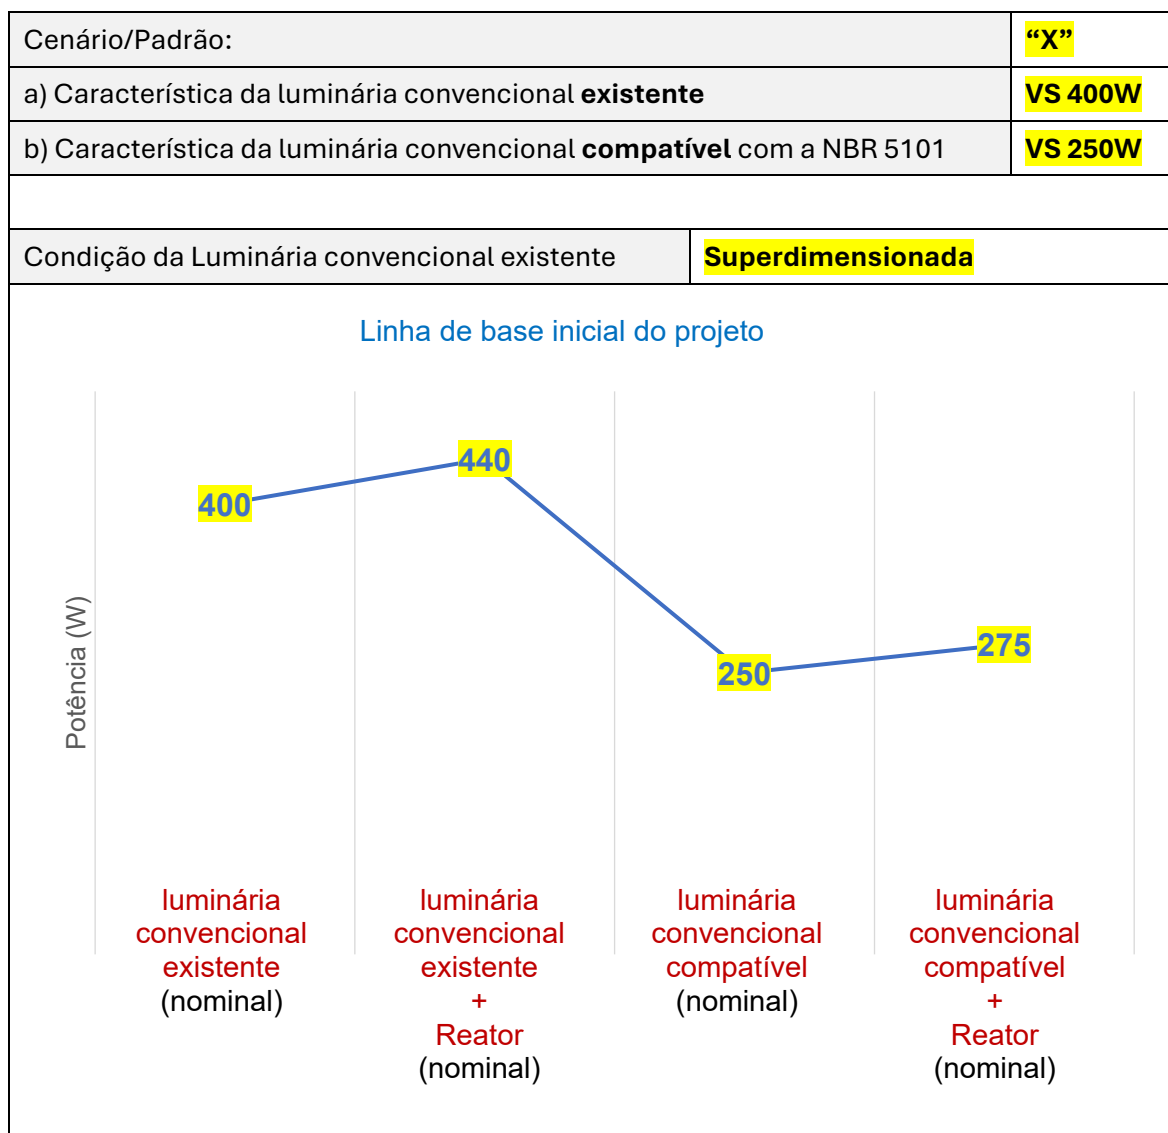 Cenário/Padrão: “X”
a) Característica da luminária convencional existente VS 400W
b) Característica da luminária convencional compatível com a NBR 5101 VS 250W
Condição da Luminária convencional existente Superdimensionada
Linha de base inicial do projeto
440
400
275
250
Potência (W)
luminária
convencional
existente
(nominal)
luminária
convencional
existente
+
Reator
(nominal)
luminária
convencional
compatível
(nominal)
luminária
convencional
compatível
+
Reator
(nominal)